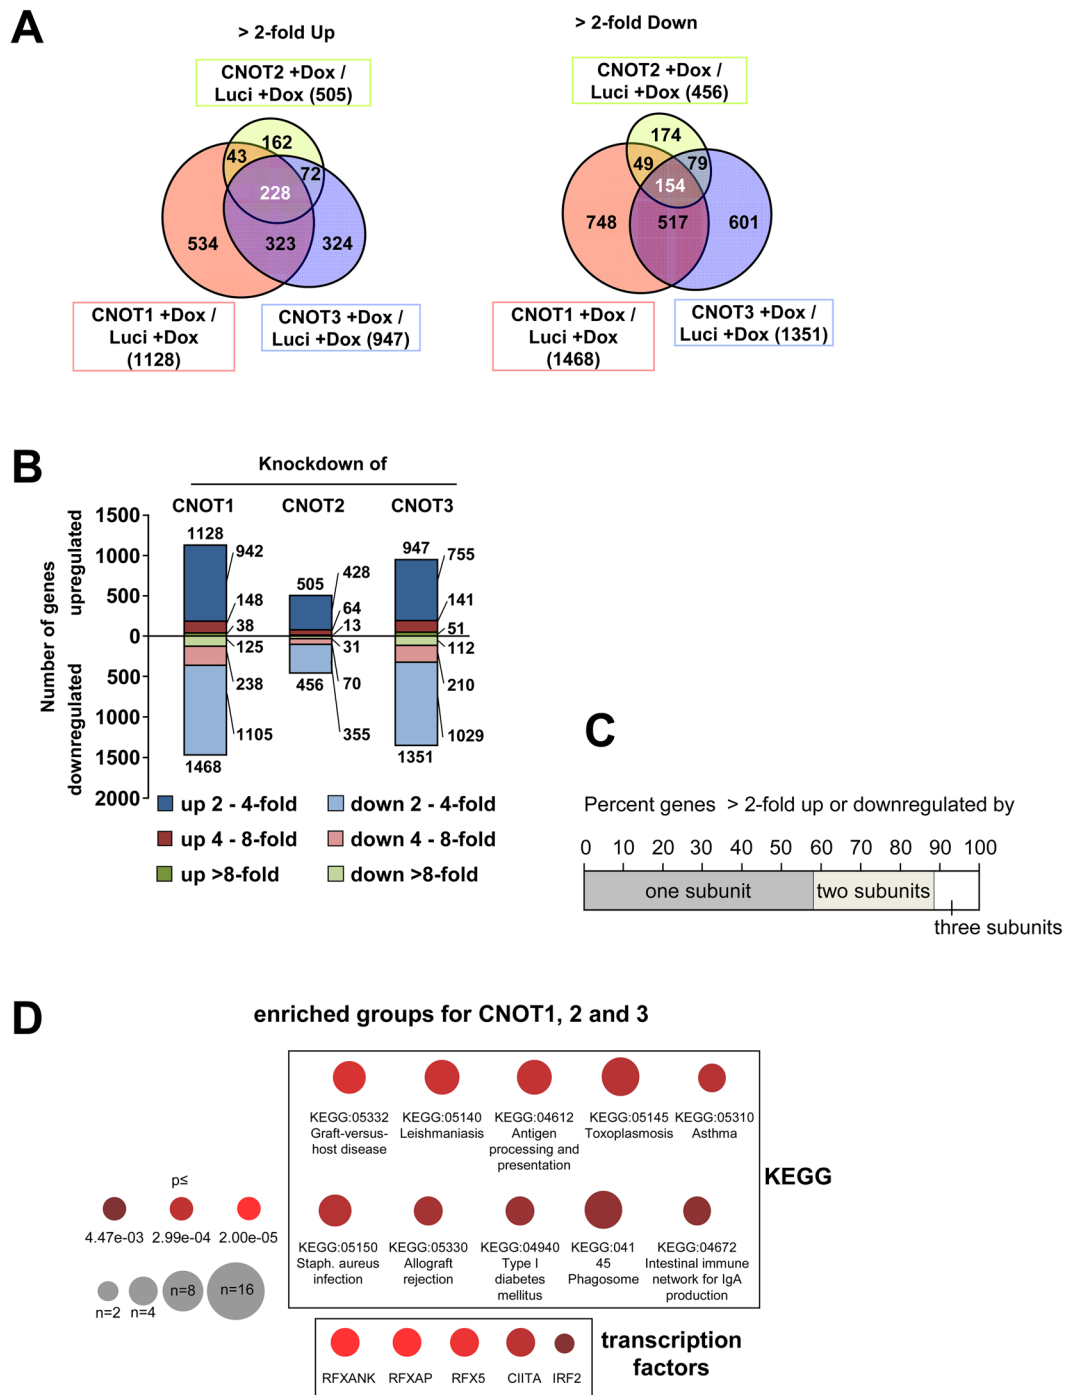 A
> 2-fold Up
CNOT2 +Dox /
Luci +Dox (505)
162
43
72
228
534
323
324
CNOT1 +Dox /
Luci +Dox
(1128)
CNOT3 +Dox /
Luci +Dox (947)
> 2-fold Down
CNOT2 +Dox /
Luci +Dox (456)
174
49
79
154
748
517
601
CNOT1 +Dox /
Luci +Dox
(1468)
CNOT3 +Dox /
Luci +Dox (1351)
B
Knockdown of
CNOT1
CNOT2
CNOT3
Number of genes
upregulated
downregulated
1500
1000
500
0
500
1000
1500
2000
1128
942
148
38
125
238
1105
1468
505
428
64
13
31
70
355
456
947
755
141
51
112
210
1029
1351
up 2 - 4-fold
down 2 - 4-fold
up 4 - 8-fold
down 4 - 8-fold
up >8-fold
down >8-fold
C
Percent genes > 2-fold up or downregulated by
0 10 20 30 40 50 60 70 80 90 100
one subunit
two subunits
three subunits
D
enriched groups for CNOT1, 2 and 3
p≤
4.47e-03 2.99e-04 2.00e-05
n=2
n=4
n=8
n=16
KEGG:05332
Graft-versus-
host disease
KEGG:05140
Leishmaniasis
KEGG:04612
Antigen
processing and
presentation
KEGG:05145
Toxoplasmosis
KEGG:05310
Asthma
KEGG:05150
Staph. aureus
infection
KEGG:05330
Allograft
rejection
KEGG:04940
Type I
diabetes
mellitus
KEGG:041
45
Phagosome
KEGG:04672
Intestinal immune
network for IgA
production
KEGG
RFXANK RFXAP RFX5 CIITA IRF2
transcription
factors